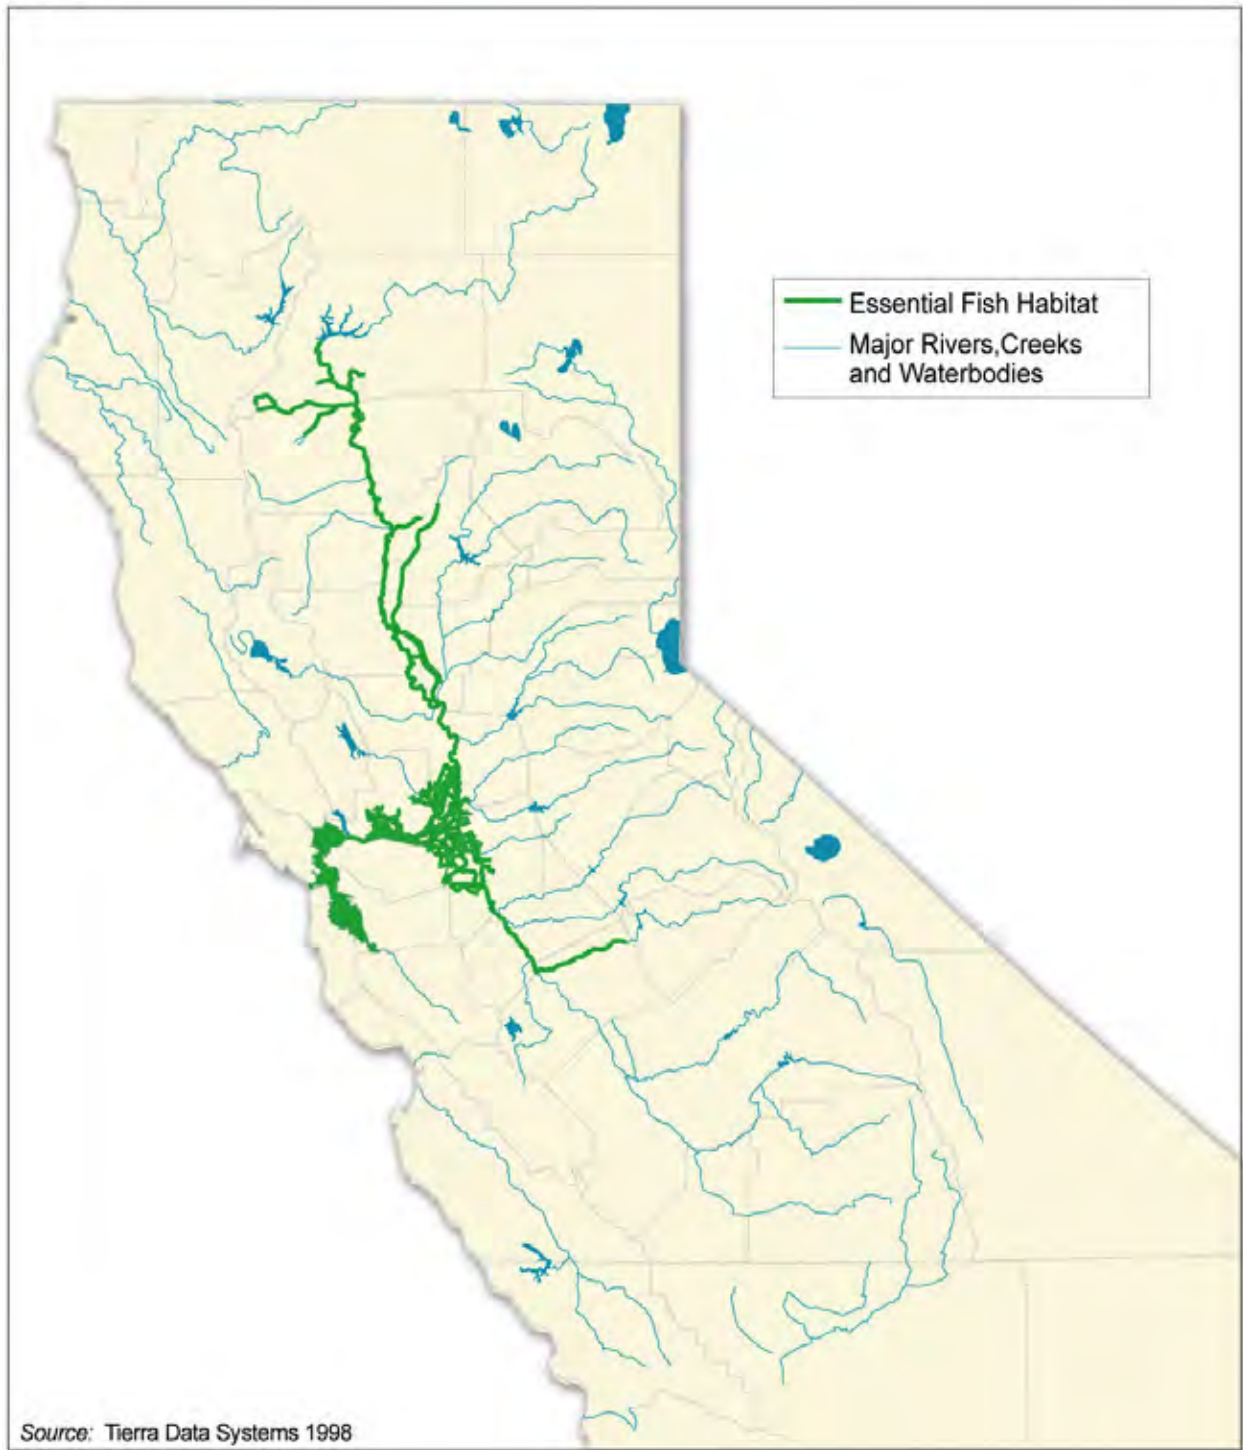 Essential Fish Habitat
Major Rivers,Creeks
and Waterbodies
Source: Tierra Data Systems 1998